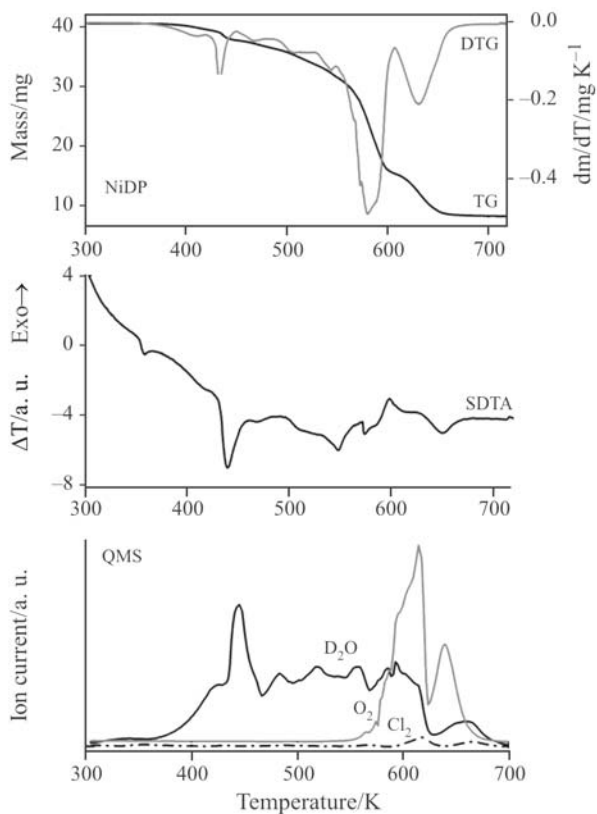 40
30
20
10
Mass/mg
NiDP
DTG
TG
0.0
−0.2
−0.4
dm/dT/mg K⁻¹
300 400 500 600 700
4
0
−4
−8
ΔT/a. u. Exo→
SDTA
300 400 500 600 700
QMS
Ion current/a. u.
D₂O
O₂
Cl₂
300 400 500 600 700
Temperature/K